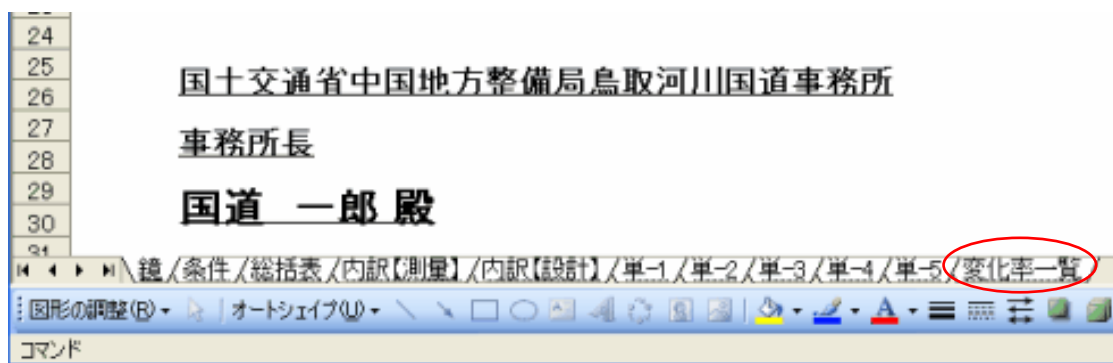 24
25
国土交通省中国地方整備局鳥取河川国道事務所
26
27
事務所長
28
29
国道 一郎 殿
30
31
鏡/条件/総括表/内訳【測量】/内訳【設計】/単-1/単-2/単-3/単-4/単-5/変化率一覧/
図形の調整(R) オートシェイプ(U)
コマンド